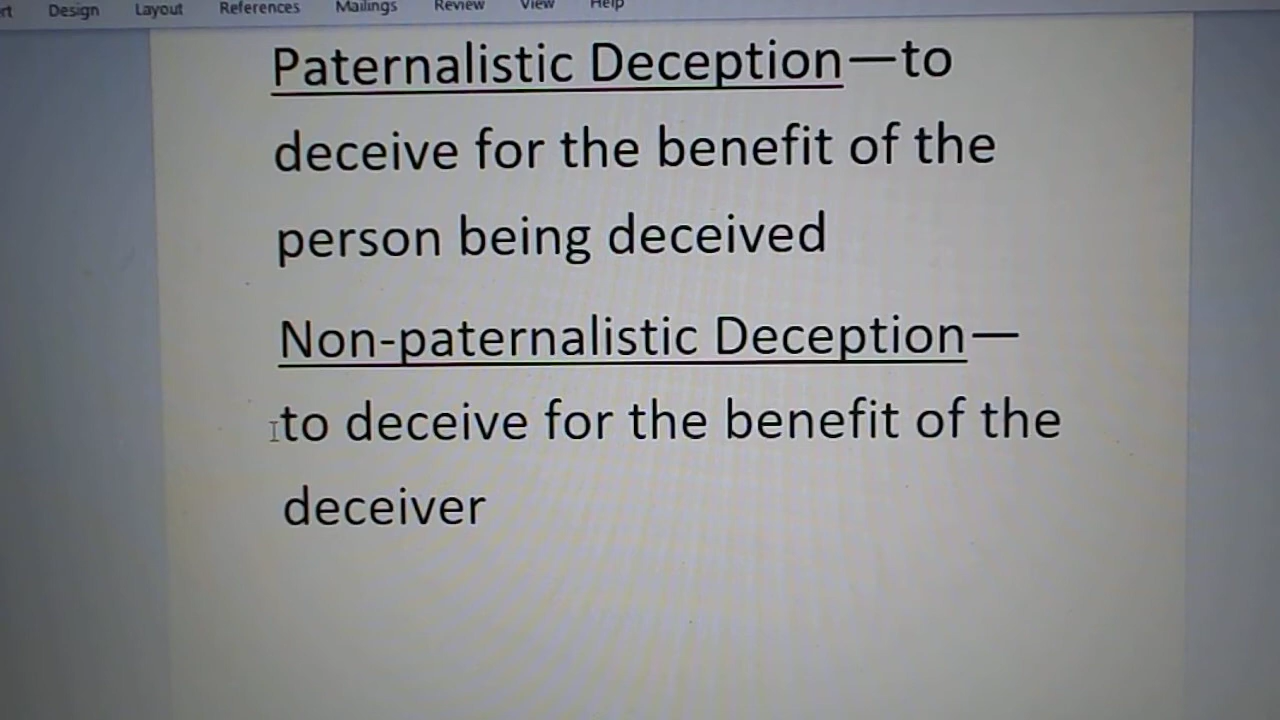 rt Design Layout References Mailings Review View Help
Paternalistic Deception—to
deceive for the benefit of the
person being deceived
Non-paternalistic Deception—
to deceive for the benefit of the
deceiver